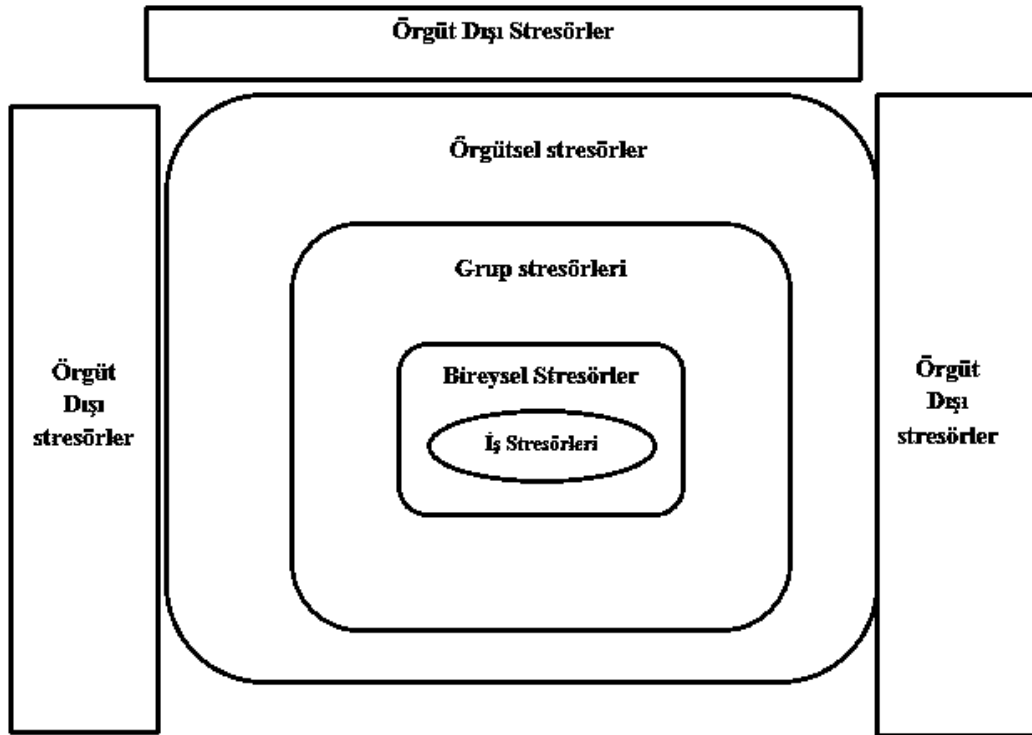 Örgüt Dışı Stresörler
Örgütsel stresörler
Grup stresörleri
Bireysel Stresörler
İş Stresörleri
Örgüt
Dışı
stresörler
Örgüt
Dışı
stresörler